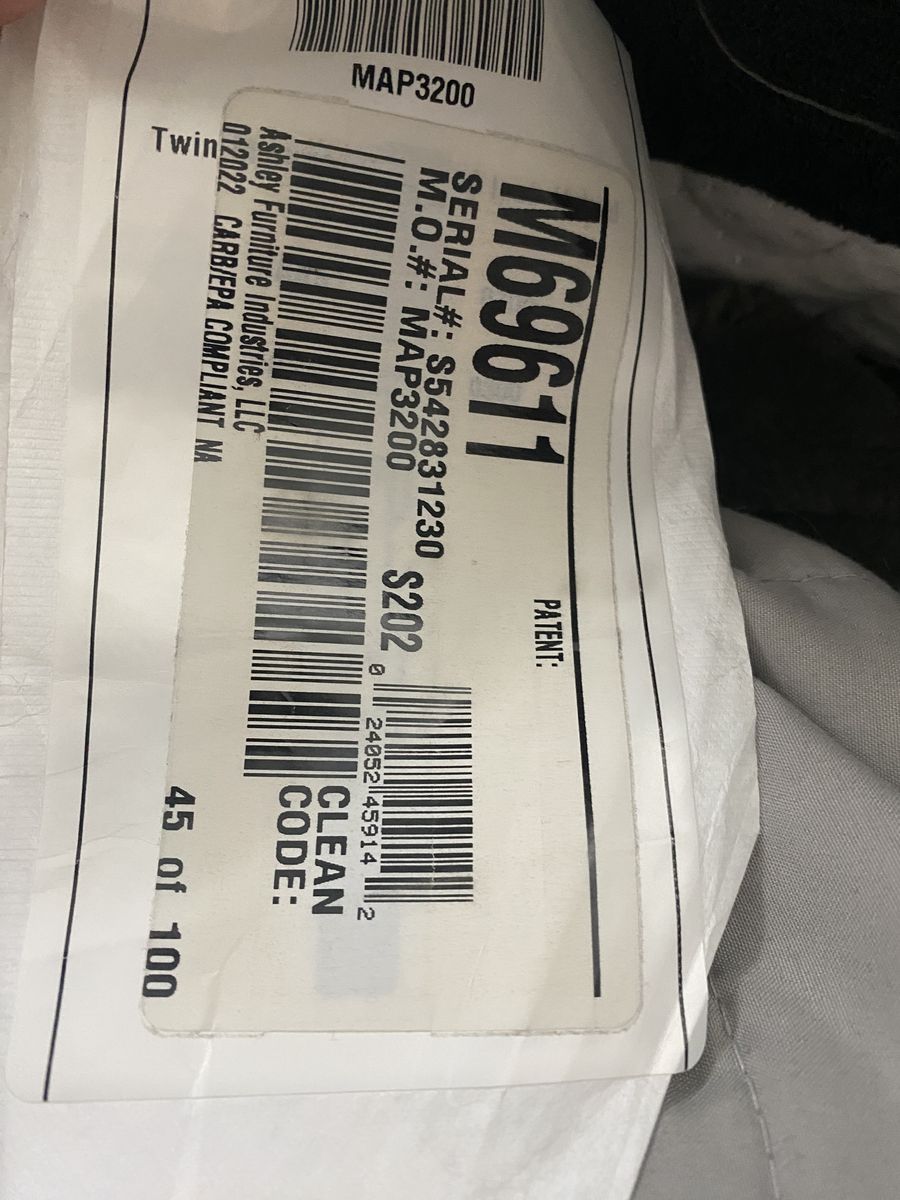 MAP3200
Twin
M69611
SERIAL#: S542831230
M.O.#: MAP3200
S202
PATENT:
0 24052 45914 2
CLEAN
CODE:
Ashley Furniture Industries, LLC
012022 CARB/EPA COMPLIANT NA
45 of 100